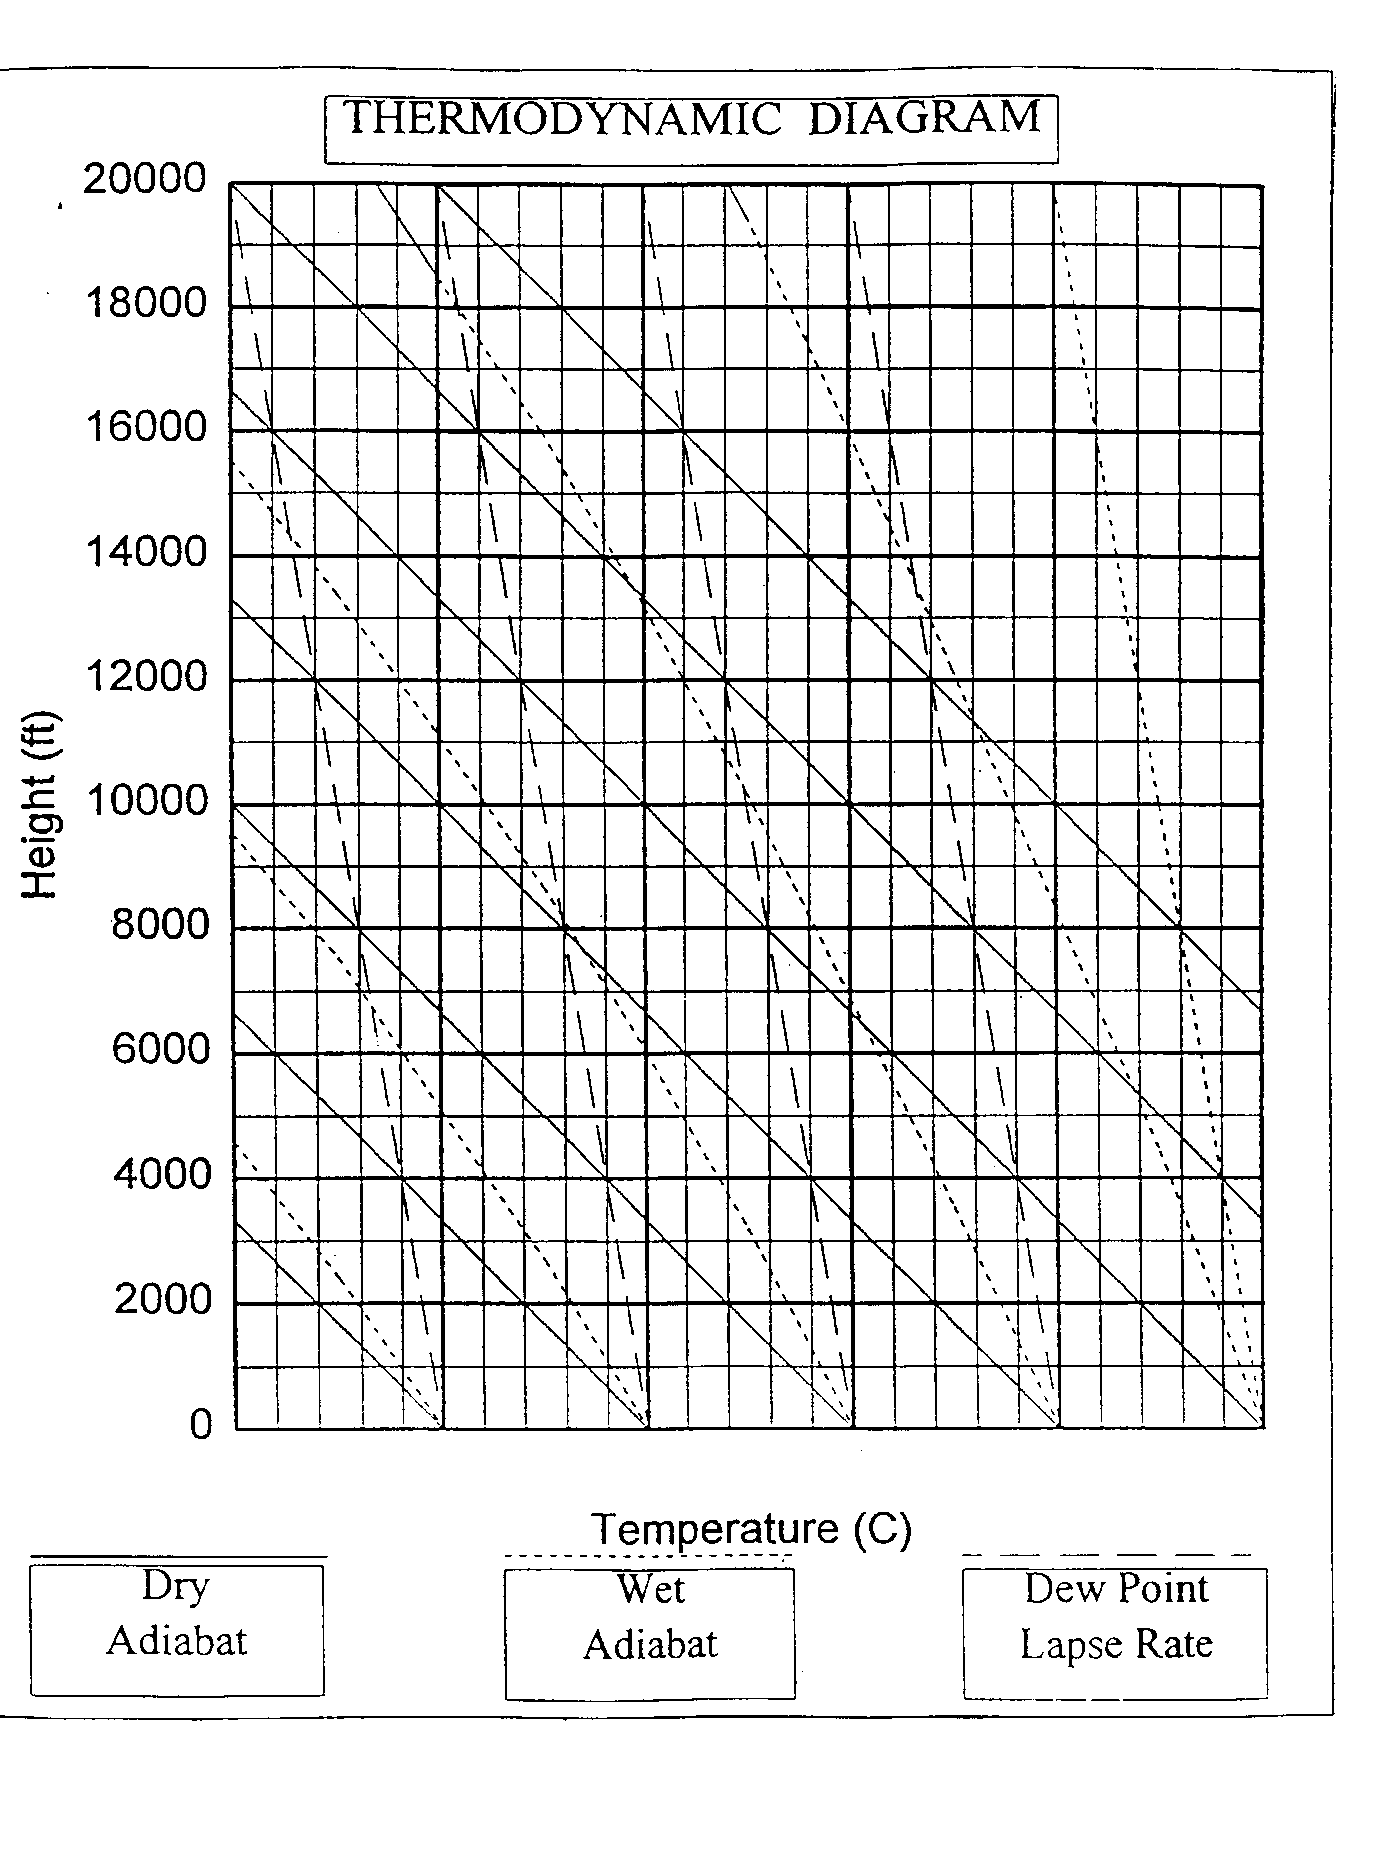 THERMODYNAMIC DIAGRAM
20000
18000
16000
14000
12000
10000
8000
6000
4000
2000
0
Height (ft)
Temperature (C)
Dry
Adiabat
Wet
Adiabat
Dew Point
Lapse Rate